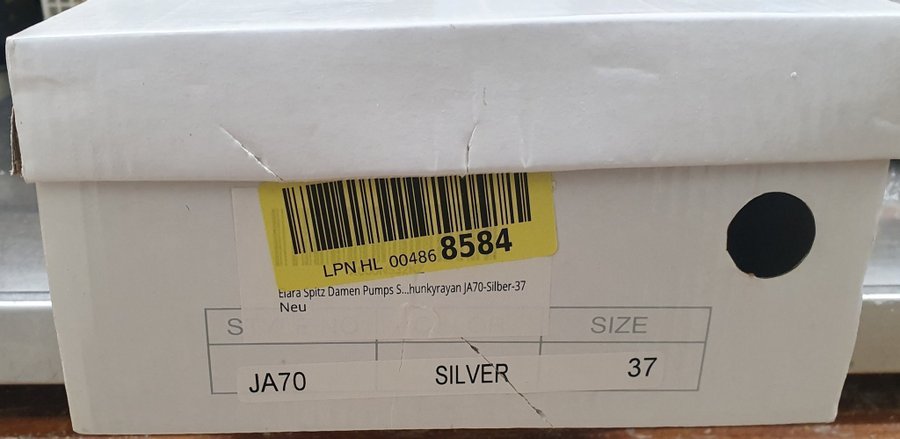 LPN HL 00486 8584
Elara Spitz Damen Pumps S...hunkyrayan JA70-Silber-37
Neu
SIZE
JA70 SILVER 37